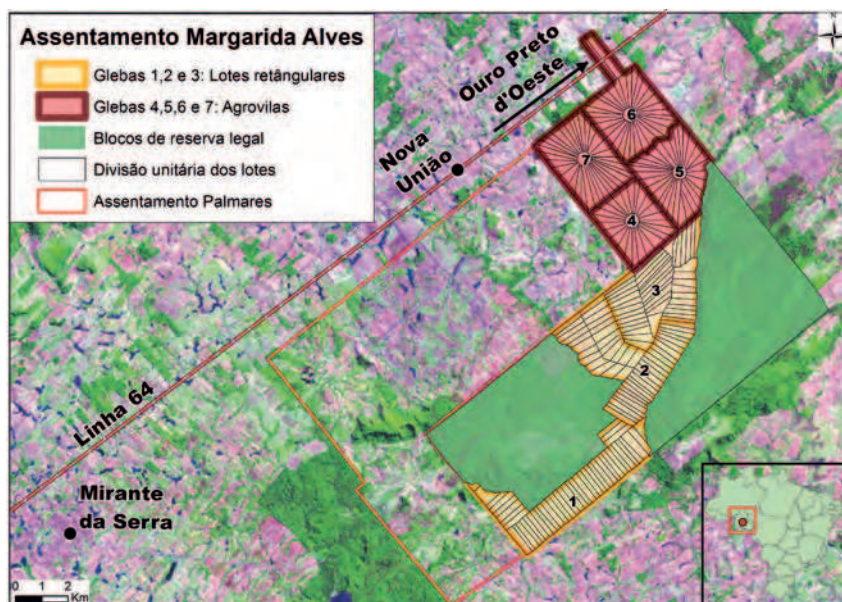 Assentamento Margarida Alves
Glebas 1,2 e 3: Lotes retângulares
Glebas 4,5,6 e 7: Agrovilas
Blocos de reserva legal
Divisão unitária dos lotes
Assentamento Palmares
Ouro Preto
d'Oeste
Nova
União
6
7
5
4
3
2
1
Linha 64
Mirante
da Serra
0 1 2
Km